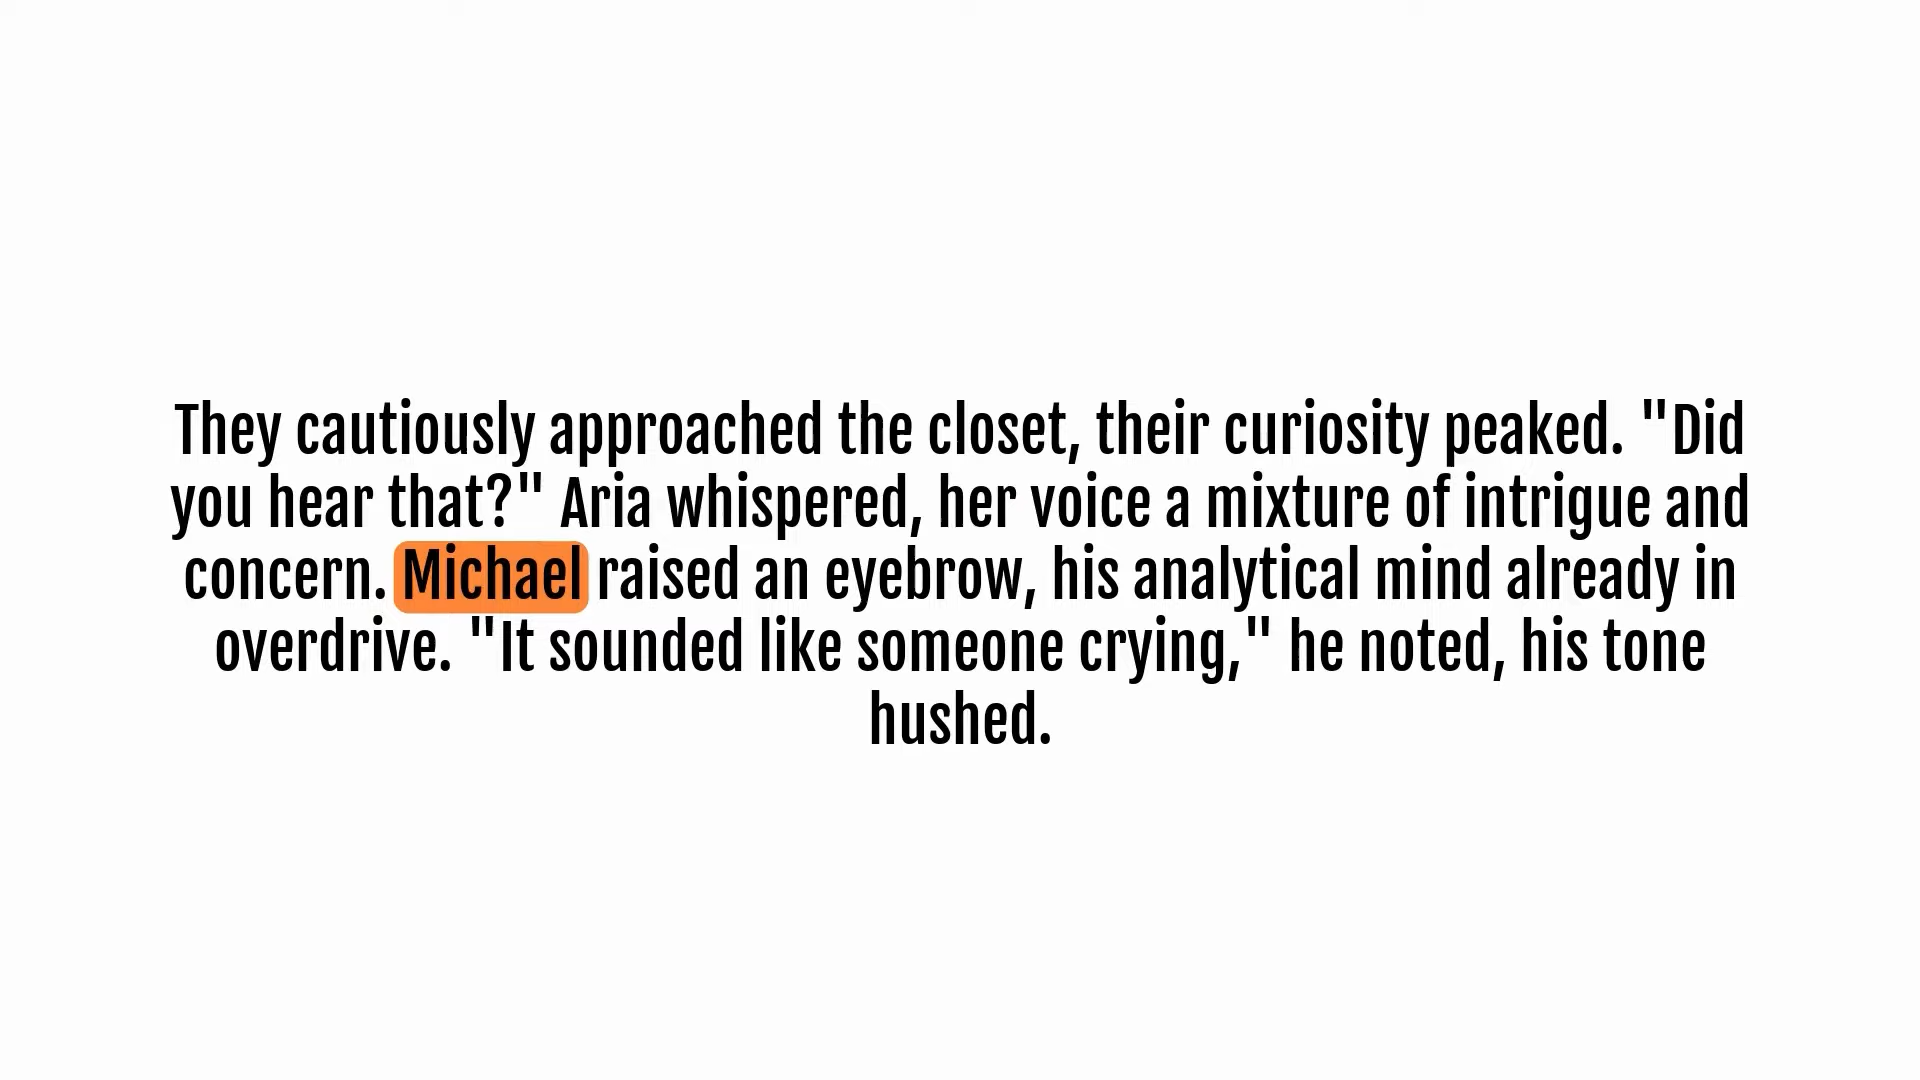 They cautiously approached the closet, their curiosity peaked. "Did
you hear that?" Aria whispered, her voice a mixture of intrigue and
concern. Michael raised an eyebrow, his analytical mind already in
overdrive. "It sounded like someone crying," he noted, his tone
hushed.